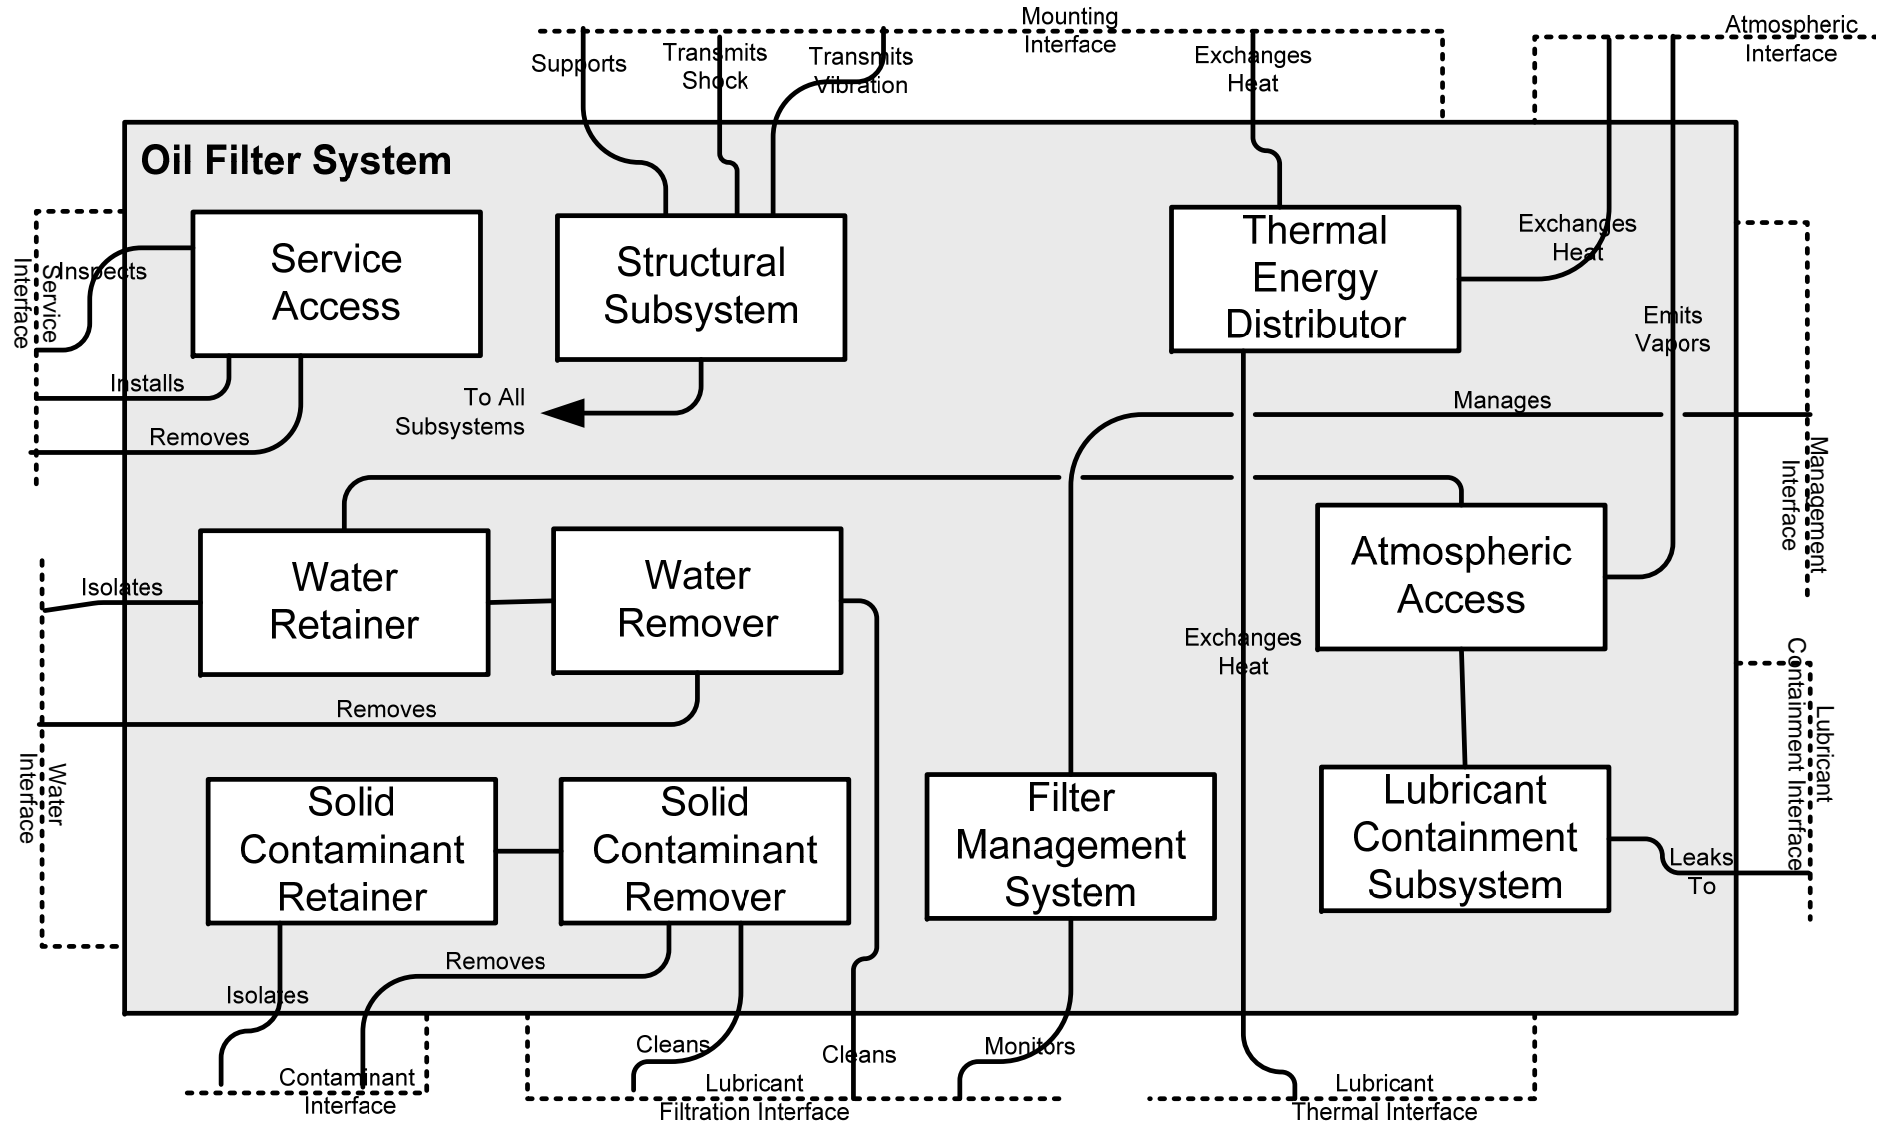 Mounting
Interface
Atmospheric
Interface
Supports
Transmits
Shock
Transmits
Vibration
Exchanges
Heat
Oil Filter System
Service
Interface
Inspects
Service
Access
Installs
Removes
Structural
Subsystem
To All
Subsystems
Thermal
Energy
Distributor
Exchanges
Heat
Emits
Vapors
Manages
Management
Interface
Isolates
Water
Retainer
Water
Remover
Removes
Exchanges
Heat
Atmospheric
Access
Water
Interface
Solid
Contaminant
Retainer
Solid
Contaminant
Remover
Filter
Management
System
Lubricant
Containment
Subsystem
Lubricant
Containment Interface
Leaks
To
Removes
Isolates
Contaminant
Interface
Cleans
Cleans
Monitors
Lubricant
Filtration Interface
Lubricant
Thermal Interface